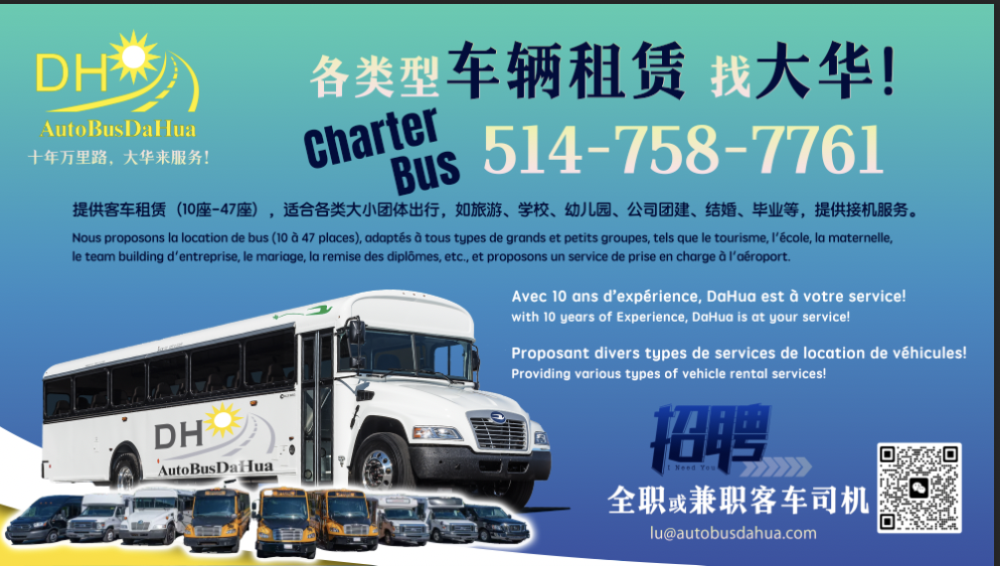 DH
AutoBusDaHua
十年万里路，大华来服务！
各类型车辆租赁 找大华！
Charter
Bus
514-758-7761
提供客车租赁（10座-47座），适合各类大小团体出行，如旅游、学校、幼儿园、公司团建、结婚、毕业等，提供接机服务。
Nous proposons la location de bus (10 à 47 places), adaptés à tous types de grands et petits groupes, tels que le tourisme, l'école, la maternelle,
le team building d'entreprise, le mariage, la remise des diplômes, etc., et proposons un service de prise en charge à l'aéroport.
Avec 10 ans d'expérience, DaHua est à votre service!
with 10 years of Experience, DaHua is at your service!
Proposant divers types de services de location de véhicules!
Providing various types of vehicle rental services!
DH
AutoBusDaHua
招聘
I Need You
全职或兼职客车司机
lu@autobusdahua.com